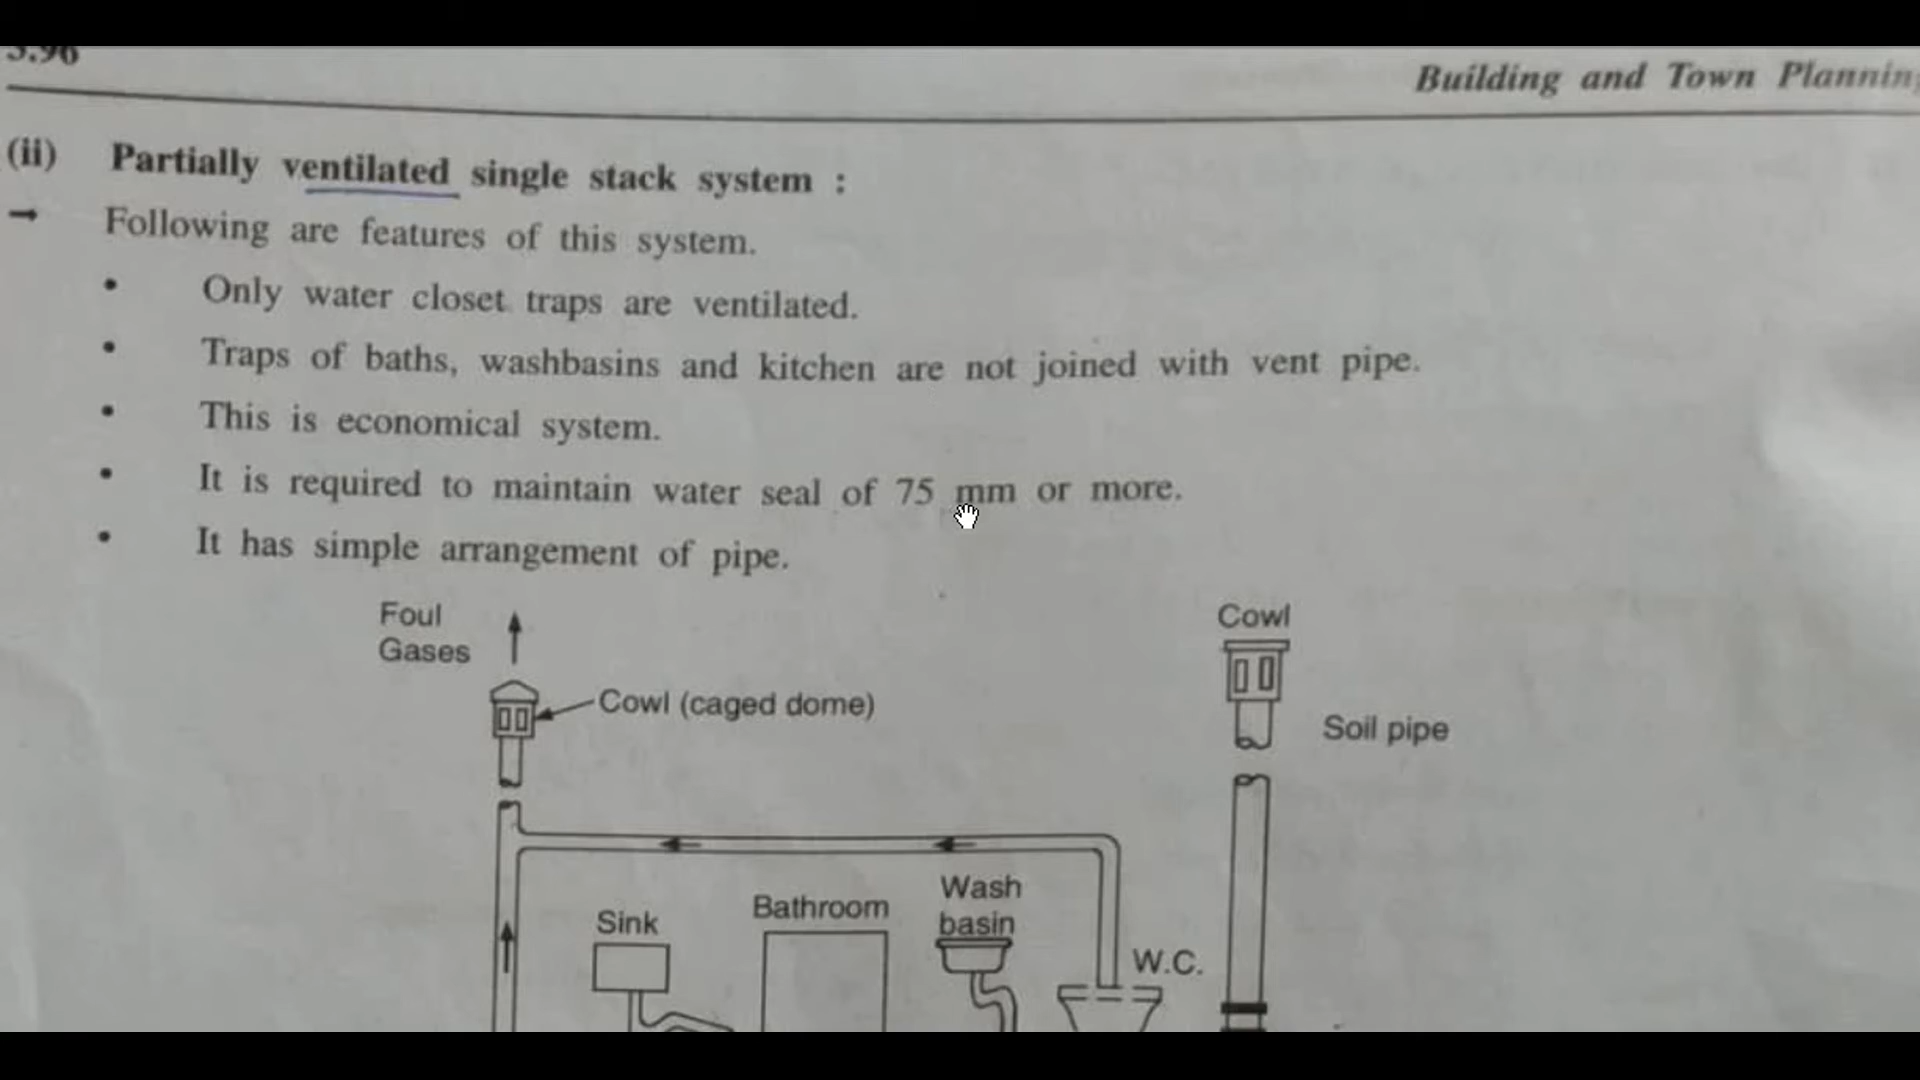 5.96
Building and Town Planning
(ii) Partially ventilated single stack system :
→ Following are features of this system.
• Only water closet traps are ventilated.
• Traps of baths, washbasins and kitchen are not joined with vent pipe.
• This is economical system.
• It is required to maintain water seal of 75 mm or more.
• It has simple arrangement of pipe.
Foul
Gases
Cowl
Cowl (caged dome)
Soil pipe
Wash
basin
Bathroom
Sink
W.C.